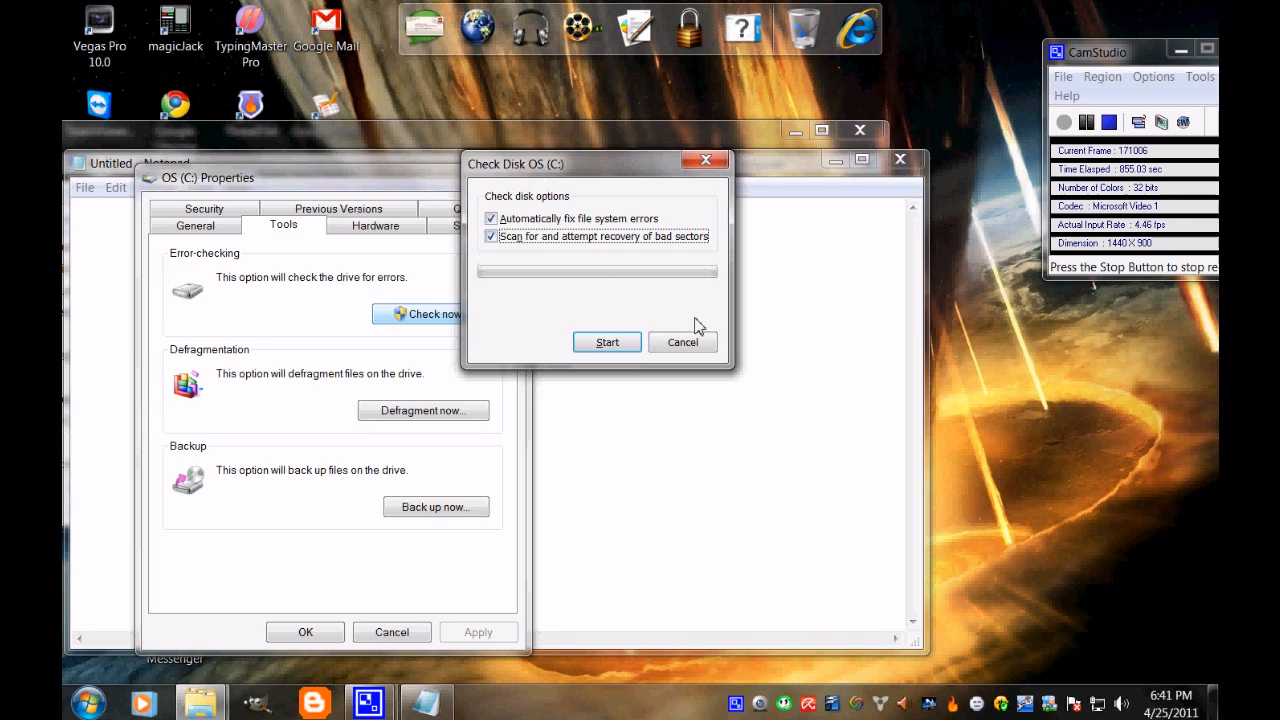 Vegas Pro
10.0
magicJack
TypingMaster
Pro
Google Mail
CamStudio
File Region Options Tools
Help
Current Frame : 171006
Time Elasped : 855.03 sec
Number of Colors : 32 bits
Codec : Microsoft Video 1
Actual Input Rate : 4.46 fps
Dimension : 1440 X 900
Press the Stop Button to stop re
Untitled - Notepad
File Edit
OS (C:) Properties
Security
Previous Versions
General
Tools
Hardware
Error-checking
This option will check the drive for errors.
Check now
Defragmentation
This option will defragment files on the drive.
Defragment now...
Backup
This option will back up files on the drive.
Back up now...
OK
Cancel
Apply
Check Disk OS (C:)
Check disk options
Automatically fix file system errors
Scan for and attempt recovery of bad sectors
Start
Cancel
Messenger
6:41 PM
4/25/2011